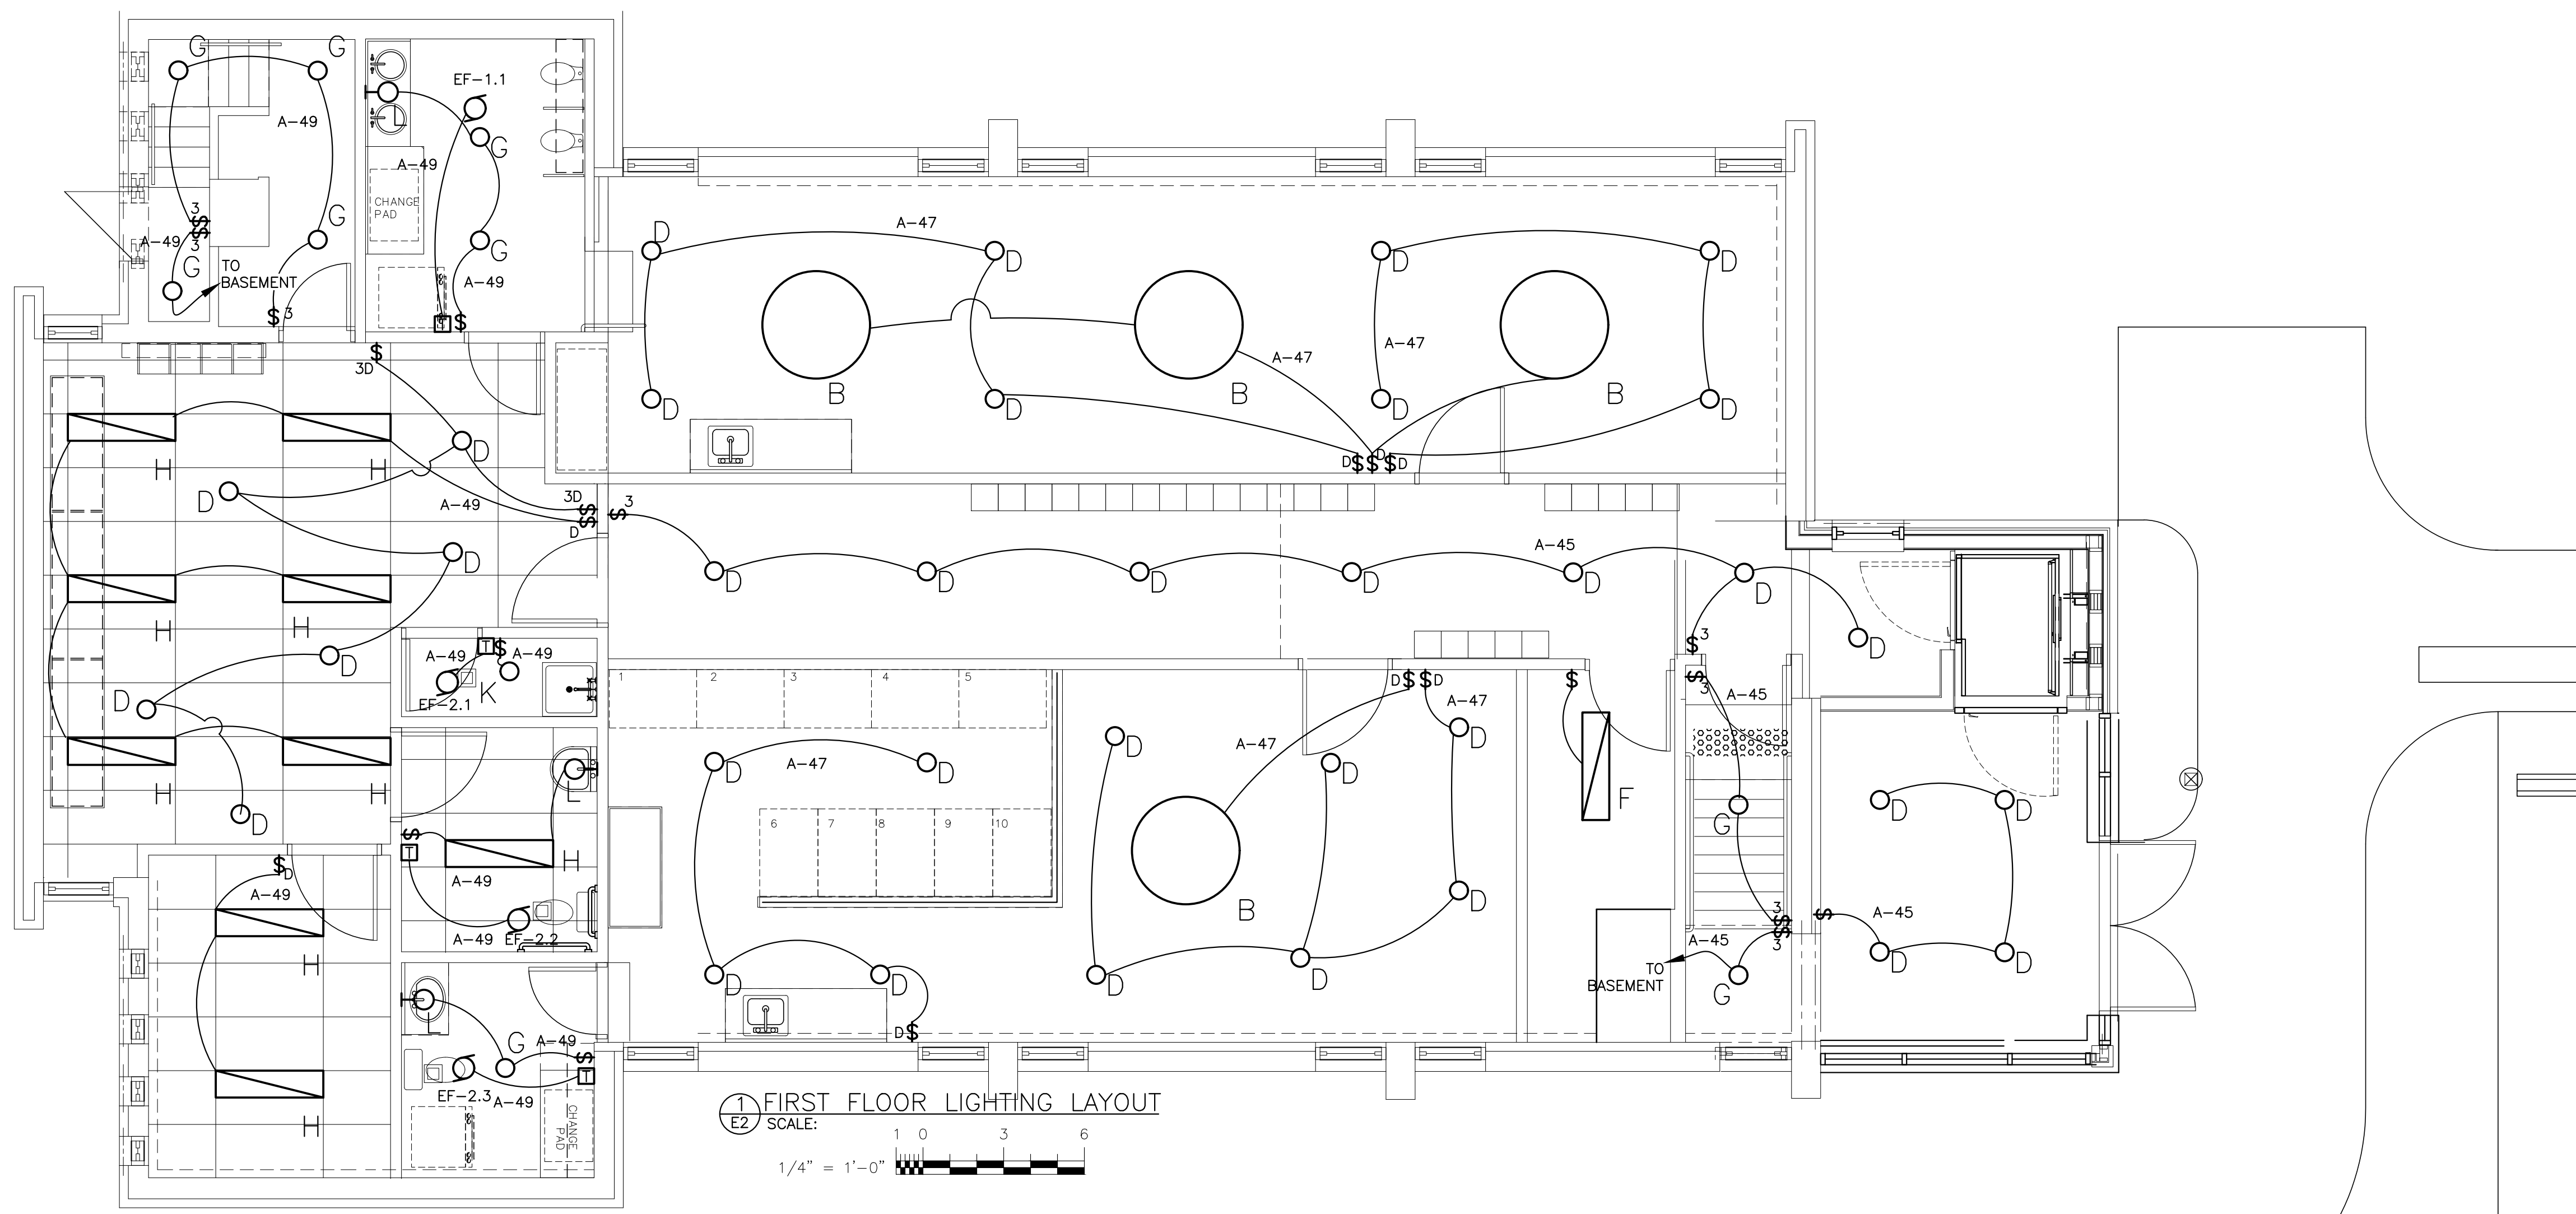 G
G
EF-1.1
A-49
G
A-49
CHANGE
PAD
3
3
A-49
G
G
G
TO
BASEMENT
A-49
$3
T$
L
A-47
D
D
D
D
A-47
A-47
B
B
B
D
D
D
D
D$$D$D
$
3D
D
H
H
D
A-49
3D
$
$
D
$3
D
H
H
A-49
T$
A-49
K
EF-2.1
D
D
H
H
D
D
D
D
D
A-45
D
D
D
$3
$
3
A-45
1
2
3
4
5
D$$D
$
A-47
D
D
D
D
A-47
D
D
A-47
F
6
7
8
9
10
B
D
G
D
D
L
$
T
H
A-49
A-49
EF-2.2
$
D
A-49
H
H
3
$
$
3
$
A-45
A-45
TO
BASEMENT
G
D
D
D
D
D
D
D$
L
G
A-49
$
T
EF-2.3
A-49
CHANGE
PAD
1
E2
FIRST FLOOR LIGHTING LAYOUT
SCALE:
1 0 3 6
1/4" = 1'-0"